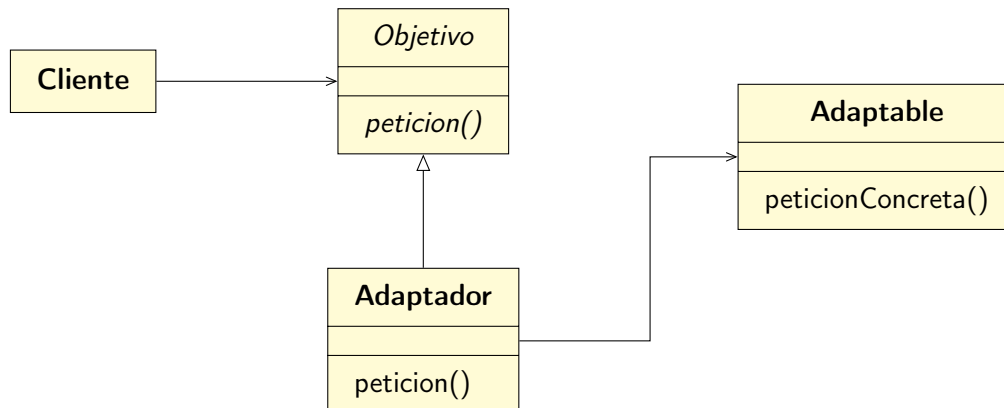 Cliente
Objetivo
peticion()
Adaptable
peticionConcreta()
Adaptador
peticion()